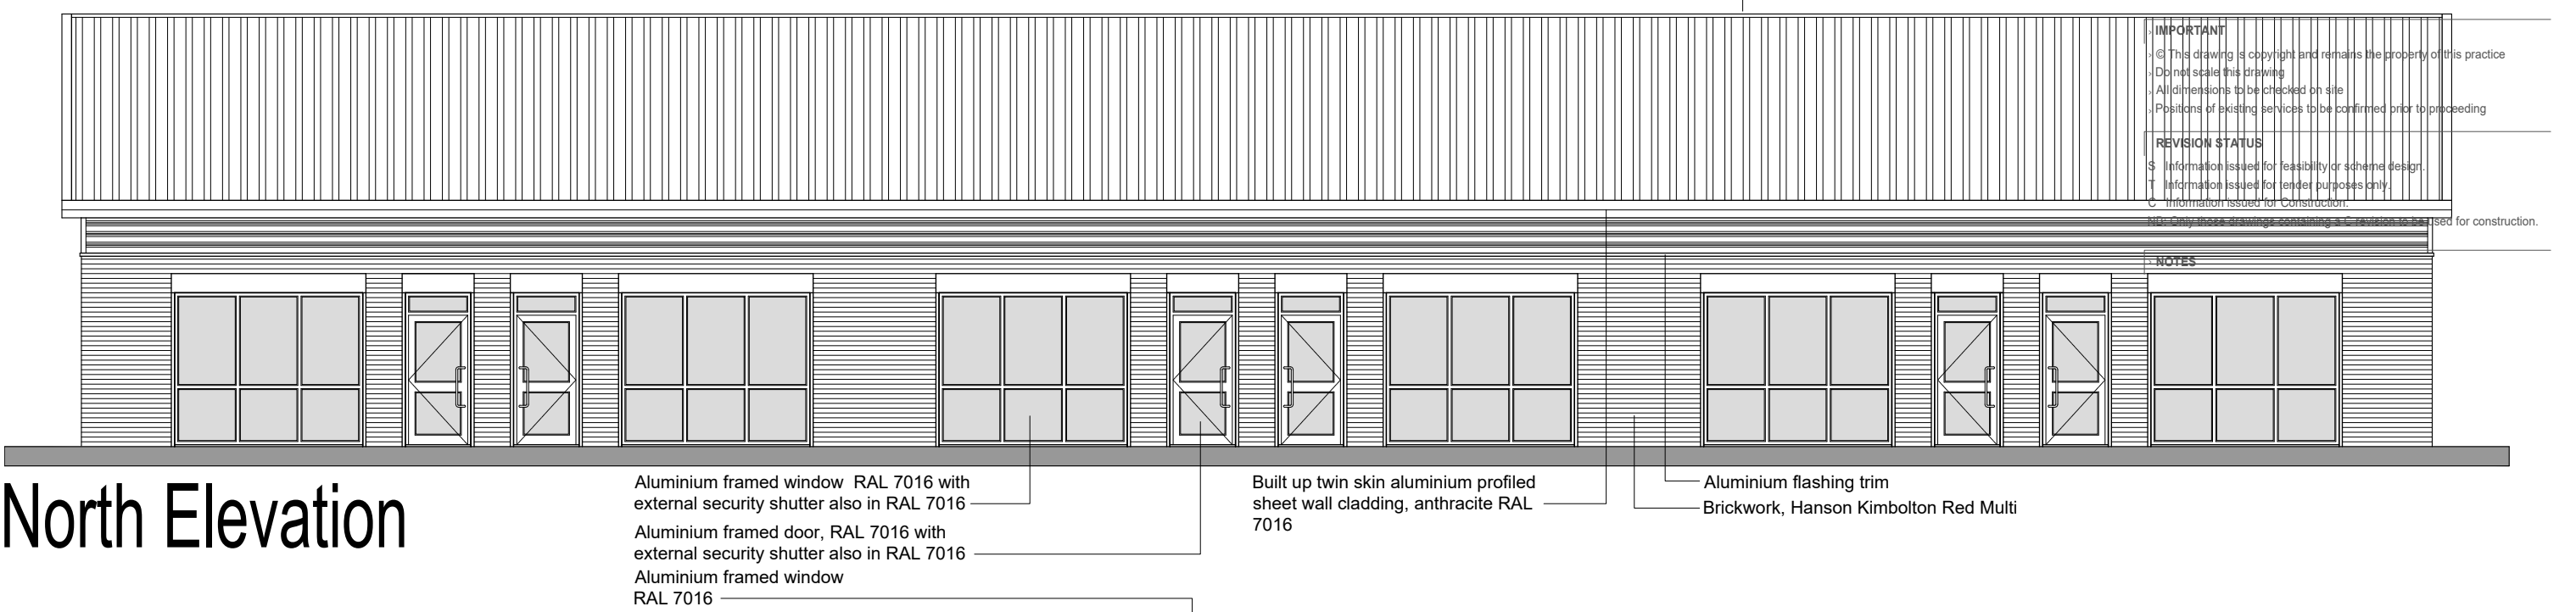 IMPORTANT
› © This drawing is copyright and remains the property of this practice
› Do not scale this drawing
› All dimensions to be checked on site
› Positions of existing services to be confirmed prior to proceeding
REVISION STATUS
S Information issued for feasibility or scheme design.
T Information issued for tender purposes only.
C Information issued for Construction.
ND: Only those drawings containing a C revision to be used for construction.
› NOTES
Aluminium framed window RAL 7016 with
external security shutter also in RAL 7016
Aluminium framed door, RAL 7016 with
external security shutter also in RAL 7016
Aluminium framed window
RAL 7016
Built up twin skin aluminium profiled
sheet wall cladding, anthracite RAL
7016
Aluminium flashing trim
Brickwork, Hanson Kimbolton Red Multi
North Elevation